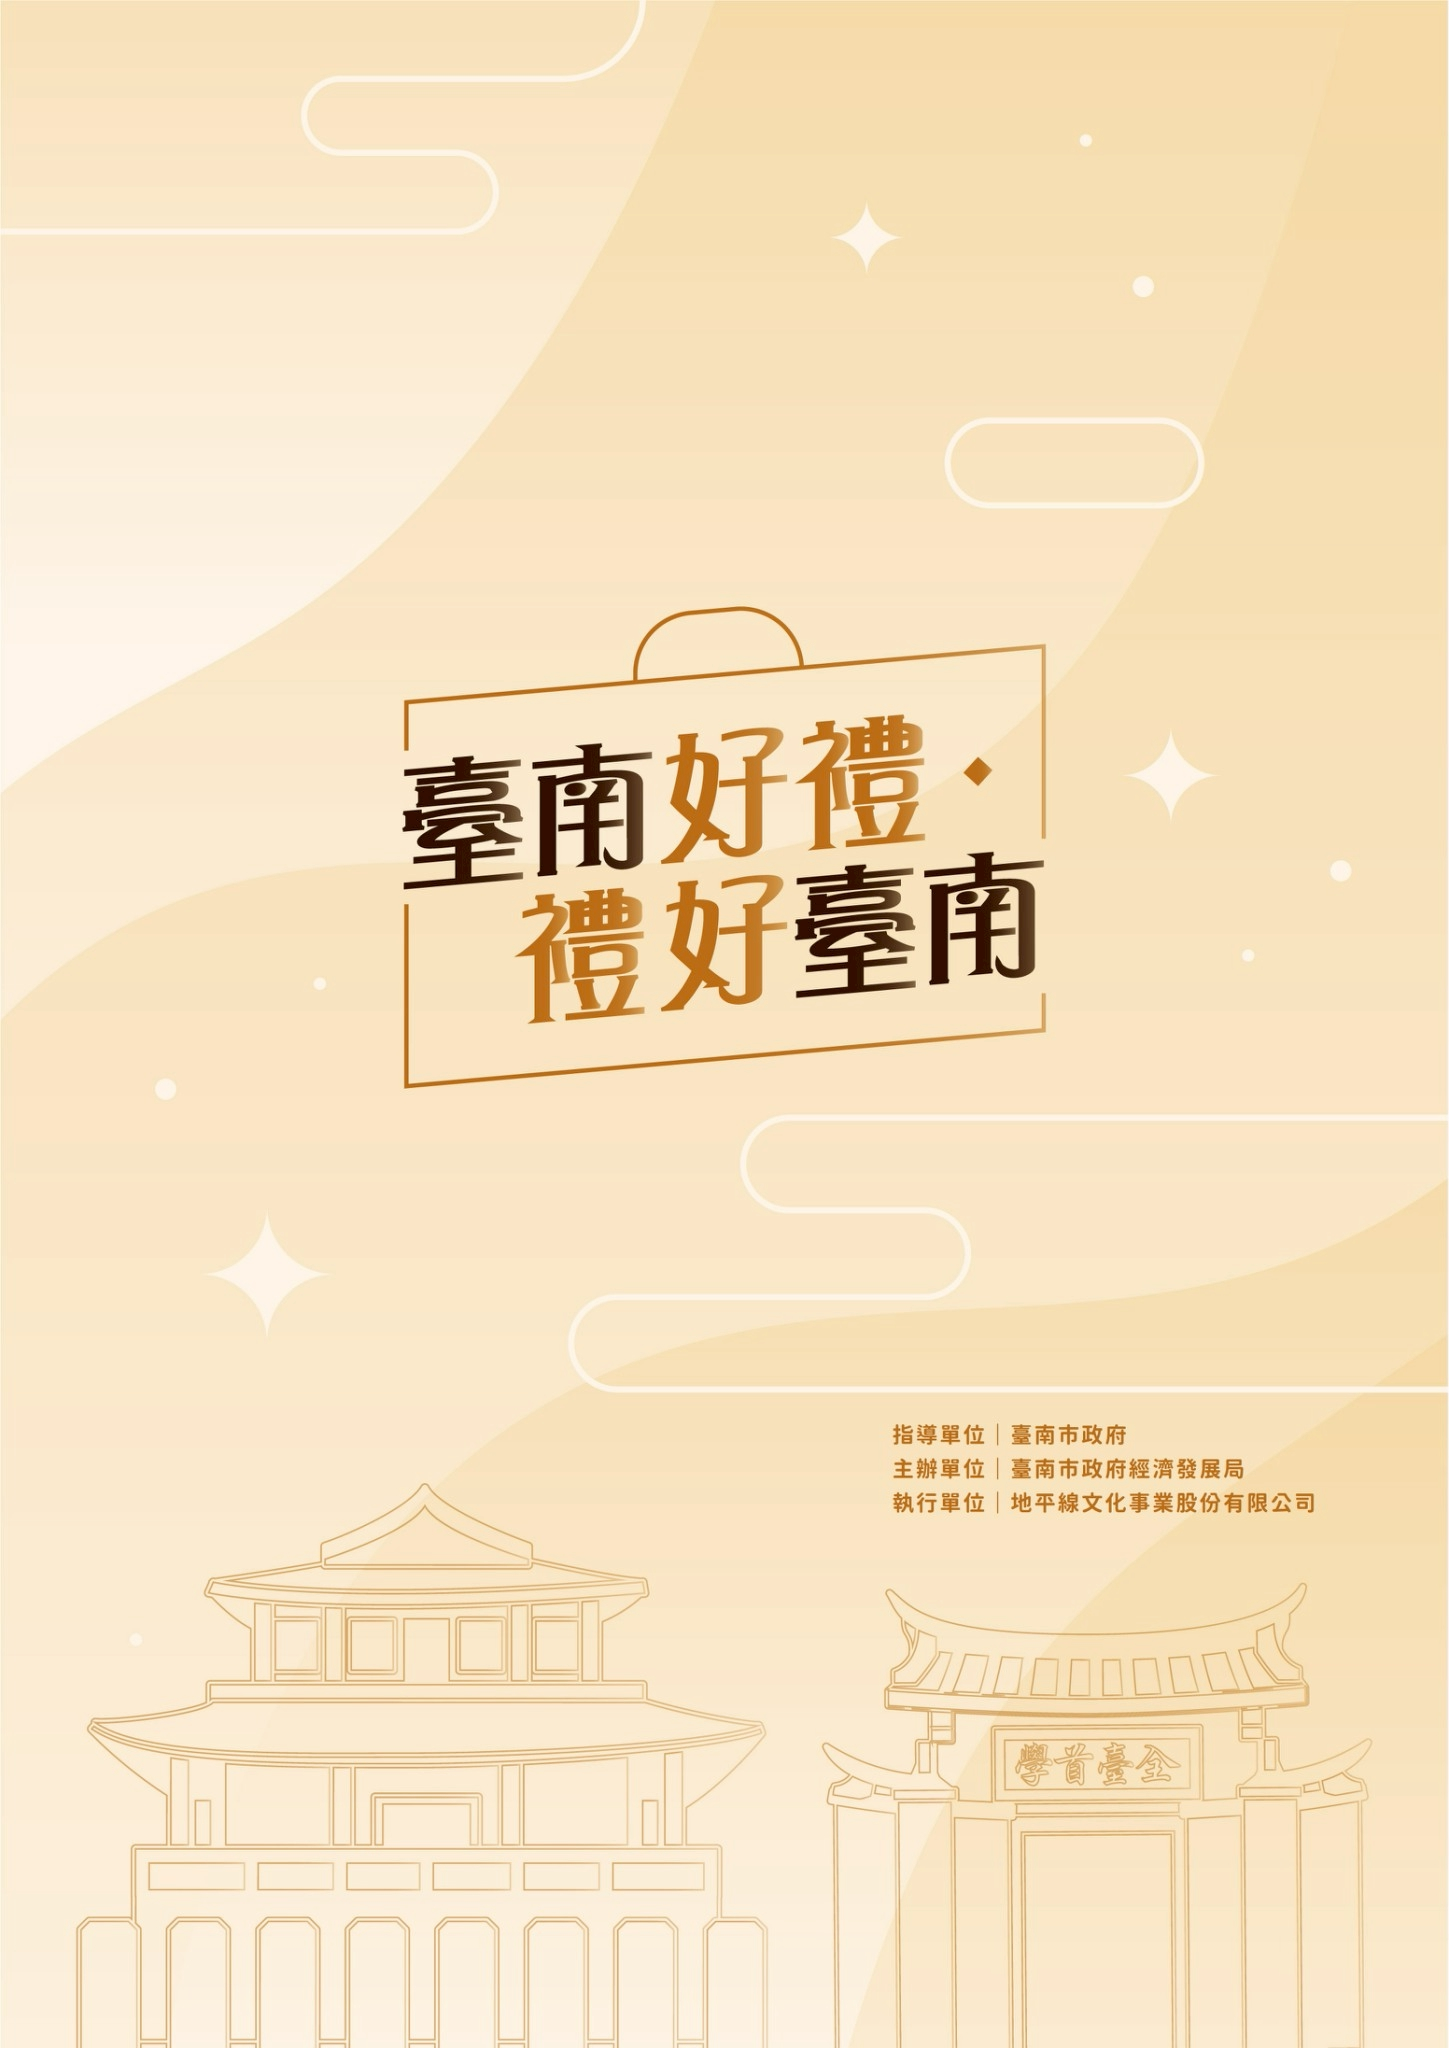 臺南好禮·
禮好臺南
指導單位｜臺南市政府
主辦單位｜臺南市政府經濟發展局
執行單位｜地平線文化事業股份有限公司
學首臺全